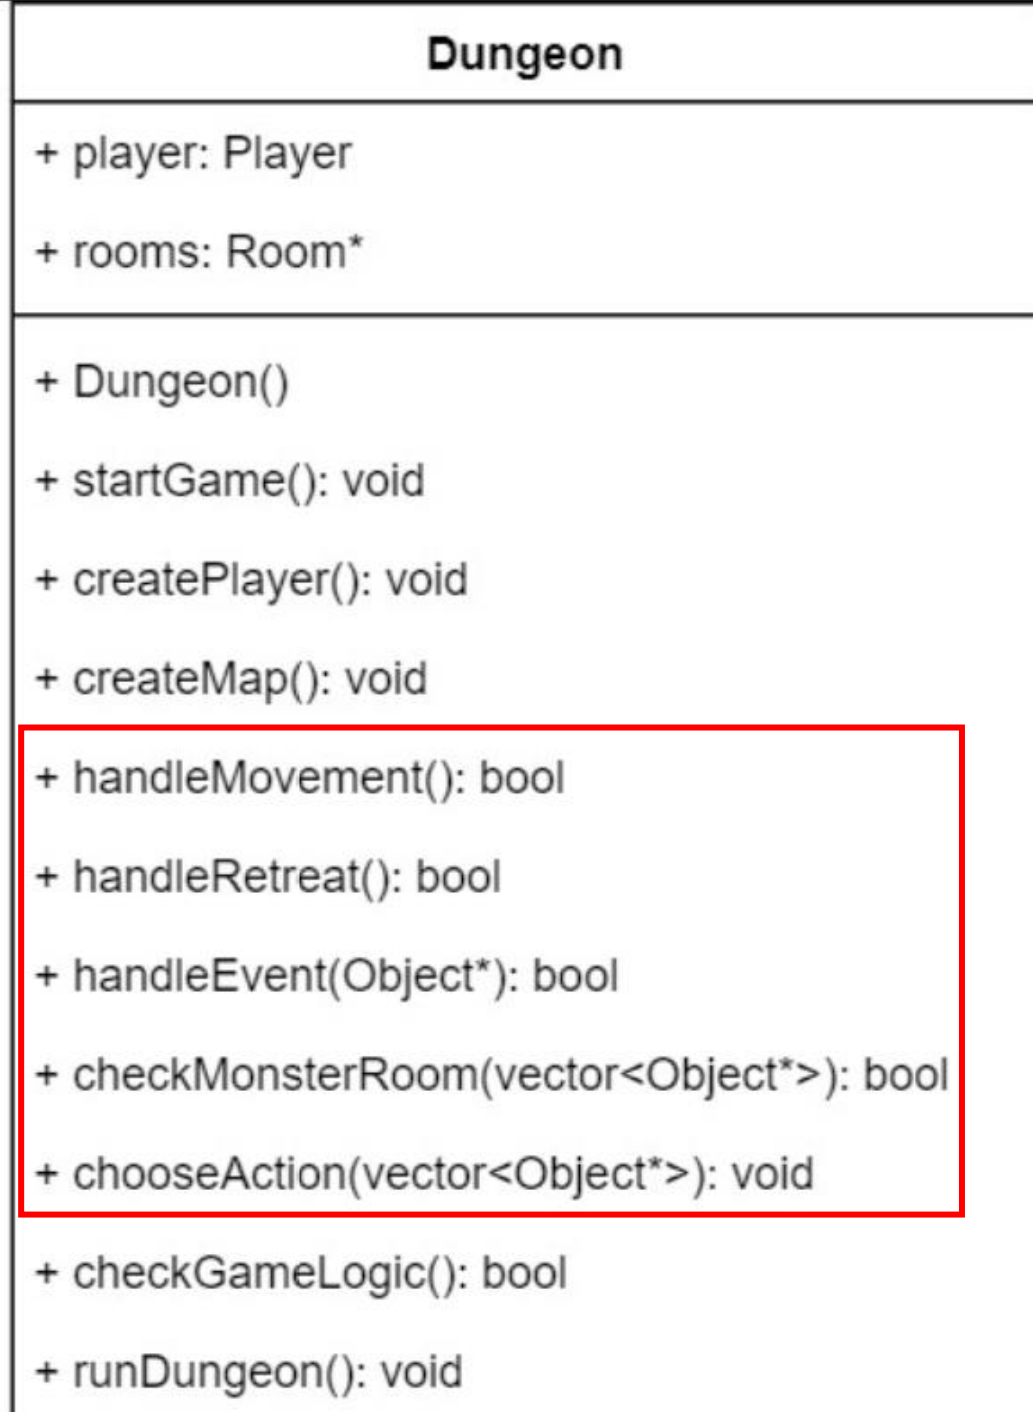 Dungeon
+ player: Player
+ rooms: Room*
+ Dungeon()
+ startGame(): void
+ createPlayer(): void
+ createMap(): void
+ handleMovement(): bool
+ handleRetreat(): bool
+ handleEvent(Object*): bool
+ checkMonsterRoom(vector<Object*>): bool
+ chooseAction(vector<Object*>): void
+ checkGameLogic(): bool
+ runDungeon(): void